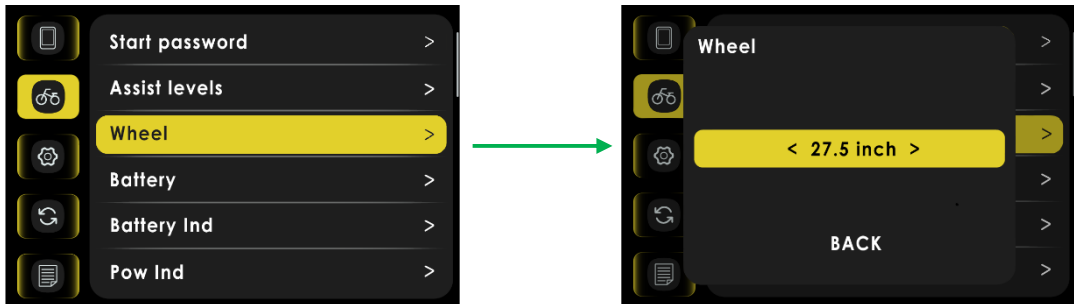 Start password >
Assist levels >
Wheel >
Battery >
Battery Ind >
Pow Ind >
Wheel
< 27.5 inch >
BACK
>
>
>
>
>
>